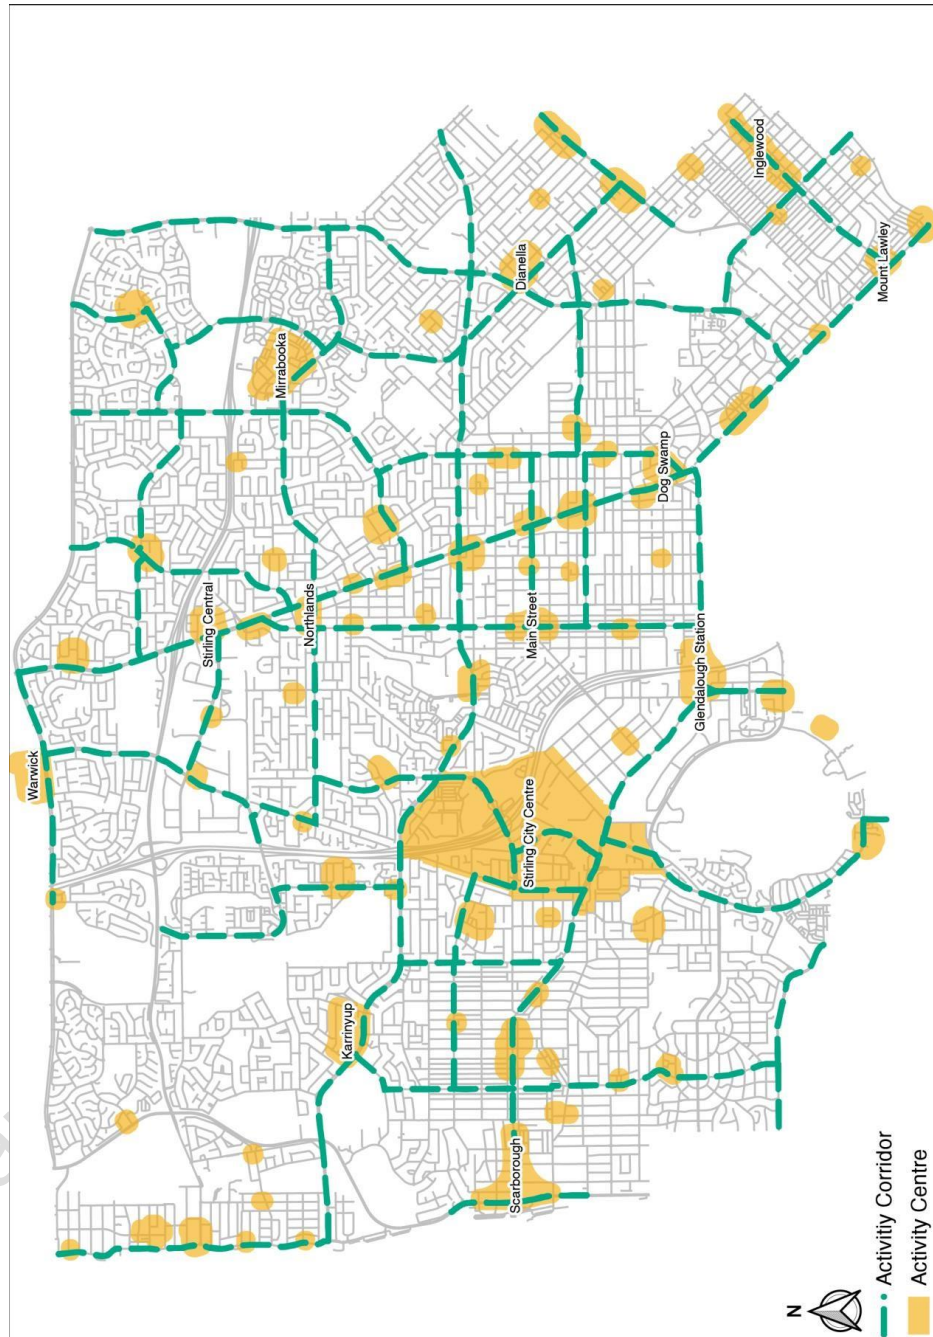 Warwick
Stirling Central
Mirrabooka
Northlands
Karrinyup
Dianella
Stirling City Centre
Main Street
Scarborough
Dog Swamp
Glendalough Station
Inglewood
Mount Lawley
N
Activitiy Corridor
Activity Centre